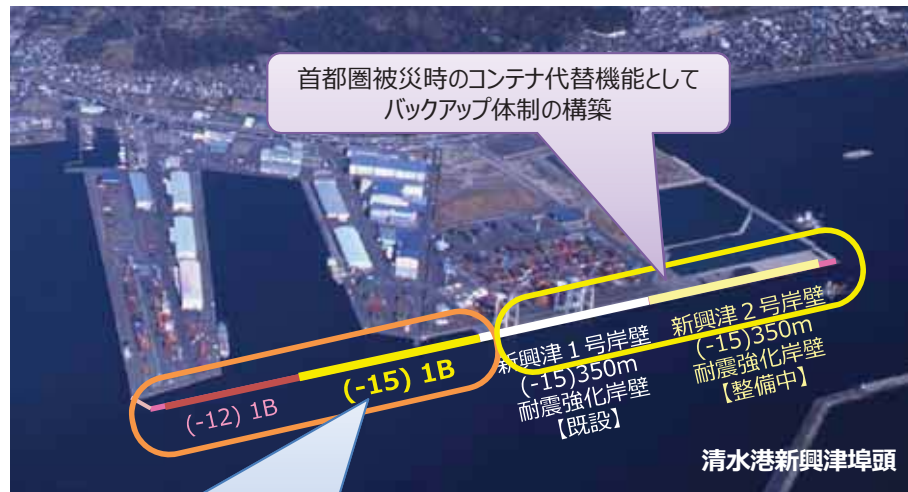 首都圏被災時のコンテナ代替機能として
バックアップ体制の構築
(-12) 1B
(-15) 1B
新興津1号岸壁
(-15)350m
耐震強化岸壁
【既設】
新興津２号岸壁
(-15)350m
耐震強化岸壁
【整備中】
清水港新興津埠頭